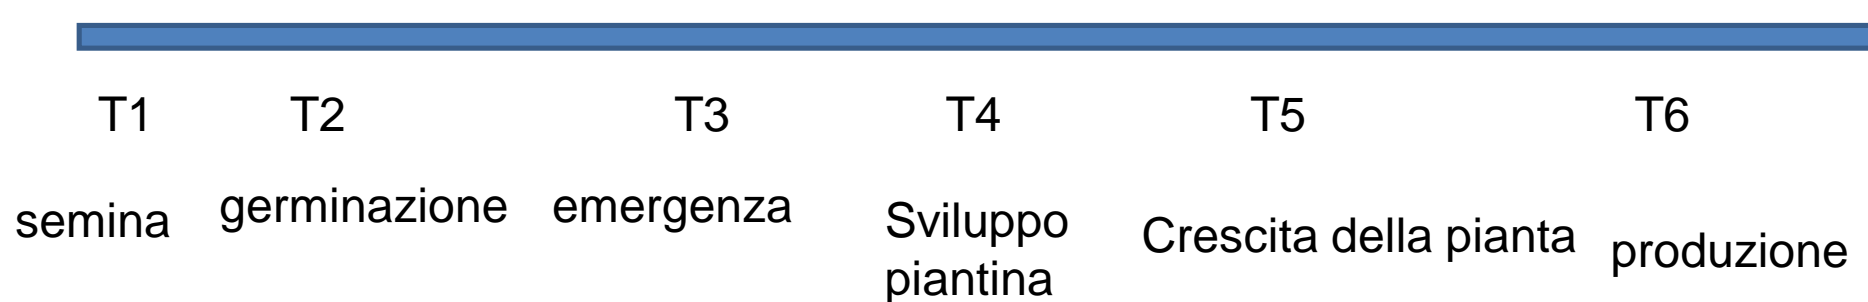 T1 T2 T3 T4 T5 T6
semina germinazione emergenza Sviluppo Crescita della pianta produzione
piantina